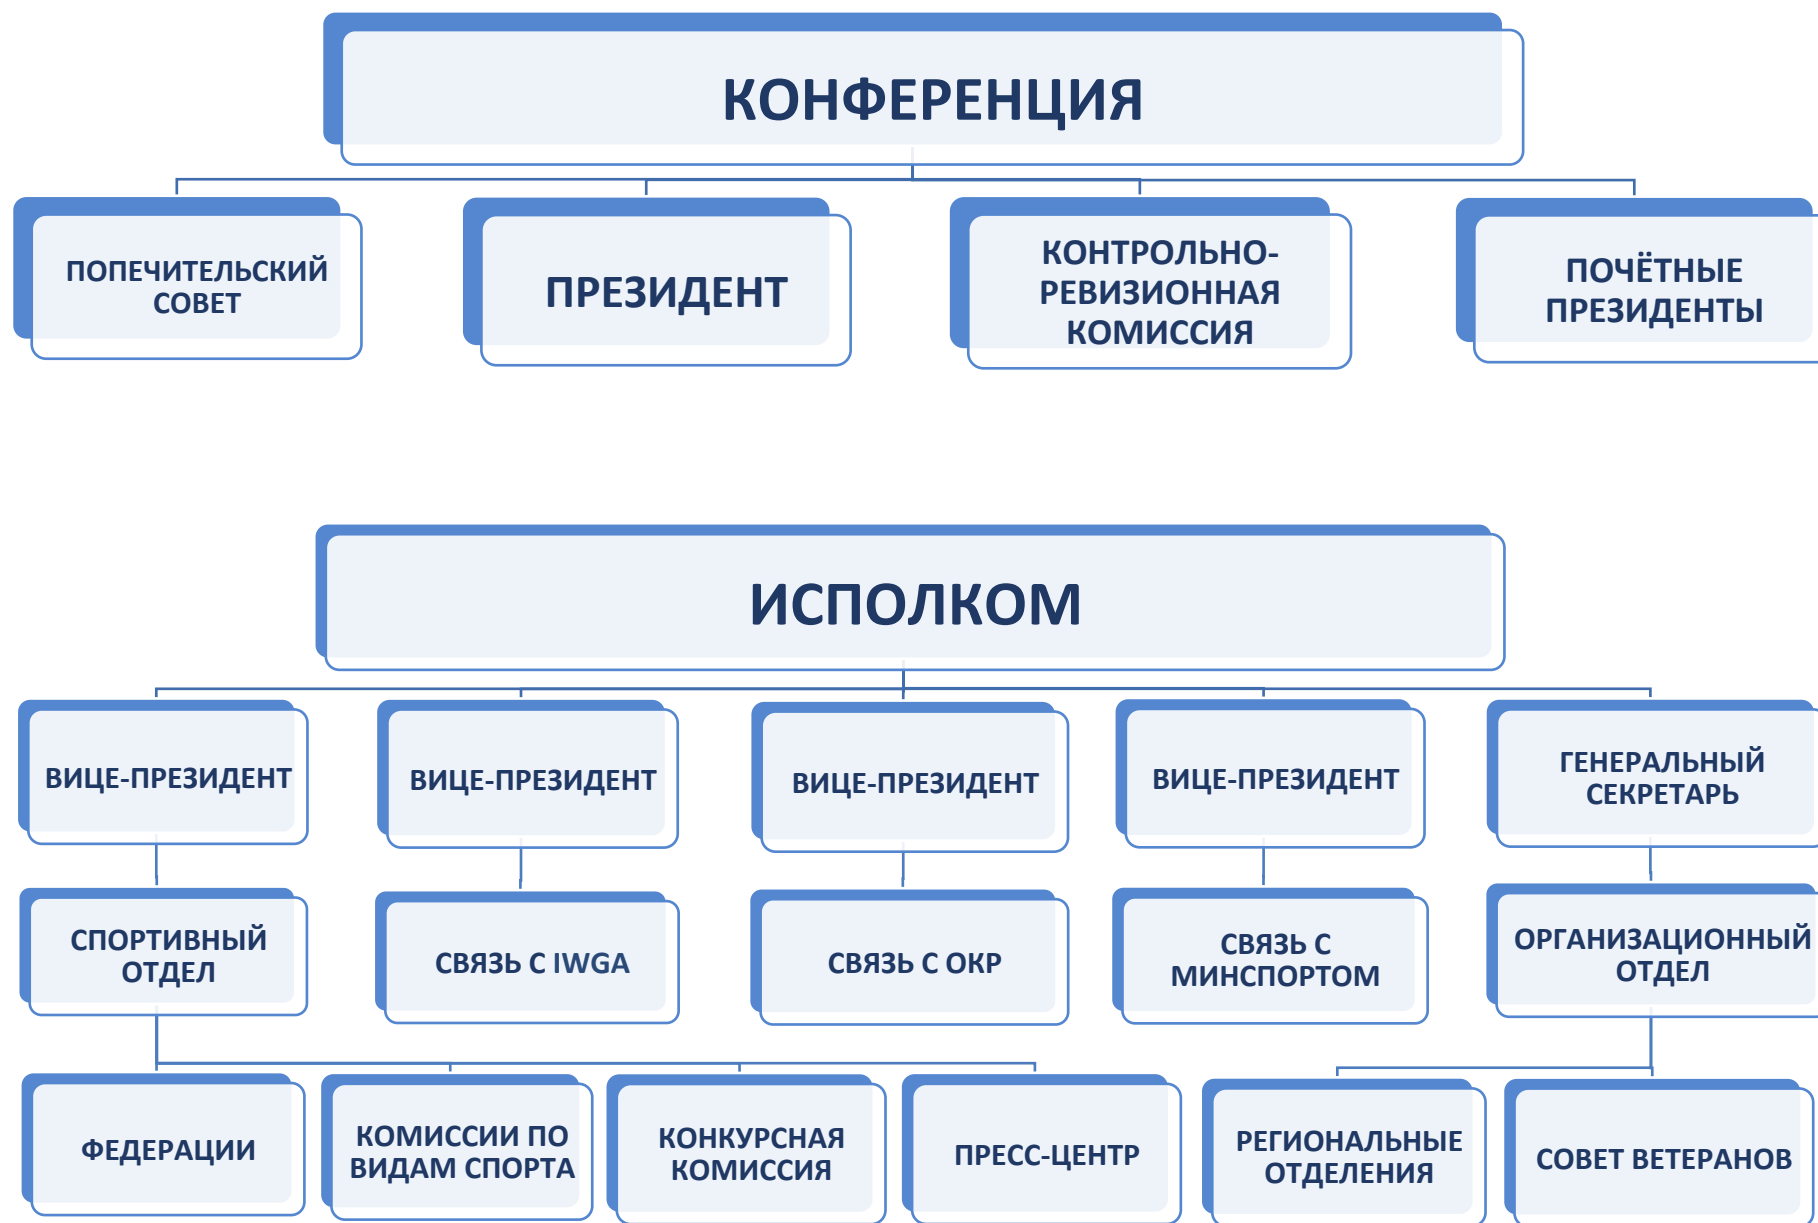 КОНФЕРЕНЦИЯ
ПОПЕЧИТЕЛЬСКИЙ
СОВЕТ
ПРЕЗИДЕНТ
КОНТРОЛЬНО-
РЕВИЗИОННАЯ
КОМИССИЯ
ПОЧЁТНЫЕ
ПРЕЗИДЕНТЫ
ИСПОЛКОМ
ВИЦЕ-ПРЕЗИДЕНТ
ВИЦЕ-ПРЕЗИДЕНТ
ВИЦЕ-ПРЕЗИДЕНТ
ВИЦЕ-ПРЕЗИДЕНТ
ГЕНЕРАЛЬНЫЙ
СЕКРЕТАРЬ
СПОРТИВНЫЙ
ОТДЕЛ
СВЯЗЬ С IWGA
СВЯЗЬ С ОКР
СВЯЗЬ С
МИНСПОРТОМ
ОРГАНИЗАЦИОННЫЙ
ОТДЕЛ
ФЕДЕРАЦИИ
КОМИССИИ ПО
ВИДАМ СПОРТА
КОНКУРСНАЯ
КОМИССИЯ
ПРЕСС-ЦЕНТР
РЕГИОНАЛЬНЫЕ
ОТДЕЛЕНИЯ
СОВЕТ ВЕТЕРАНОВ